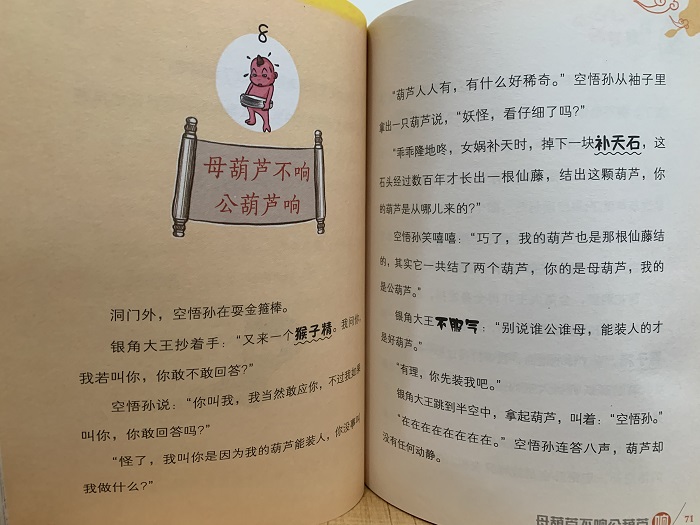 8
母葫芦不响
公葫芦响
洞门外，空悟孙在耍金箍棒。
银角大王抄着手：“又来一个猴子精。我问你，
我若叫你，你敢不敢回答？”
空悟孙说：“你叫我，我当然敢应你，不过我如果
叫你，你敢回答吗？”
“怪了，我叫你是因为我的葫芦能装人，你没事叫
我做什么？”
“葫芦人人有，有什么好稀奇。”空悟孙从袖子里
拿出一只葫芦说，“妖怪，看仔细了吗？”
“乖乖隆地咚，女娲补天时，掉下一块补天石，这
石头经过数百年才长出一根仙藤，结出这颗葫芦，你
的葫芦是从哪儿来的？”
空悟孙笑嘻嘻：“巧了，我的葫芦也是那根仙藤结
的，其实它一共结了两个葫芦，你的是母葫芦，我的
是公葫芦。”
银角大王不服气：“别说谁公谁母，能装人的才
是好葫芦。”
“有理，你先装我吧。”
银角大王跳到半空中，拿起葫芦，叫着：“空悟孙。”
“在在在在在在在在。”空悟孙连答八声，葫芦却
没有任何动静。
母葫芦不响公葫芦响 71